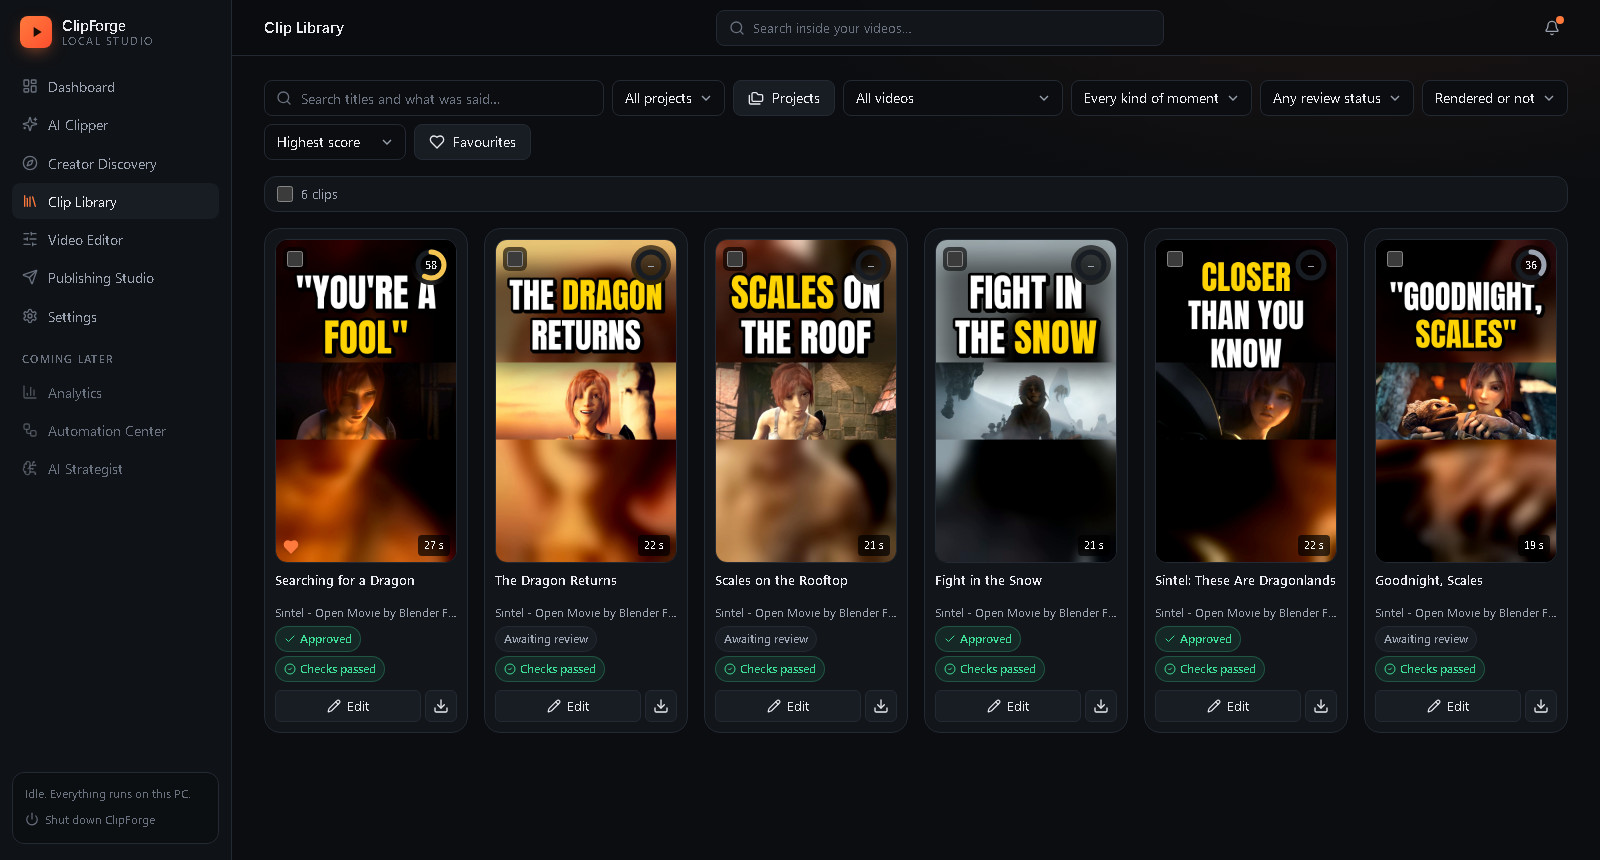 ClipForge
LOCAL STUDIO
Dashboard
AI Clipper
Creator Discovery
Clip Library
Video Editor
Publishing Studio
Settings
COMING LATER
Analytics
Automation Center
AI Strategist
Idle. Everything runs on this PC.
Shut down ClipForge
Clip Library
Search inside your videos...
Search titles and what was said...
All projects
Projects
All videos
Every kind of moment
Any review status
Rendered or not
Highest score
Favourites
6 clips
58
"YOU'RE A
FOOL"
27 s
Searching for a Dragon
Sintel - Open Movie by Blender F...
Approved
Checks passed
Edit
–
THE DRAGON
RETURNS
22 s
The Dragon Returns
Sintel - Open Movie by Blender F...
Awaiting review
Checks passed
Edit
–
SCALES ON
THE ROOF
21 s
Scales on the Rooftop
Sintel - Open Movie by Blender F...
Awaiting review
Checks passed
Edit
–
FIGHT IN
THE SNOW
21 s
Fight in the Snow
Sintel - Open Movie by Blender F...
Approved
Checks passed
Edit
–
CLOSER
THAN YOU
KNOW
22 s
Sintel: These Are Dragonlands
Sintel - Open Movie by Blender F...
Approved
Checks passed
Edit
36
"GOODNIGHT,
SCALES"
19 s
Goodnight, Scales
Sintel - Open Movie by Blender F...
Awaiting review
Checks passed
Edit